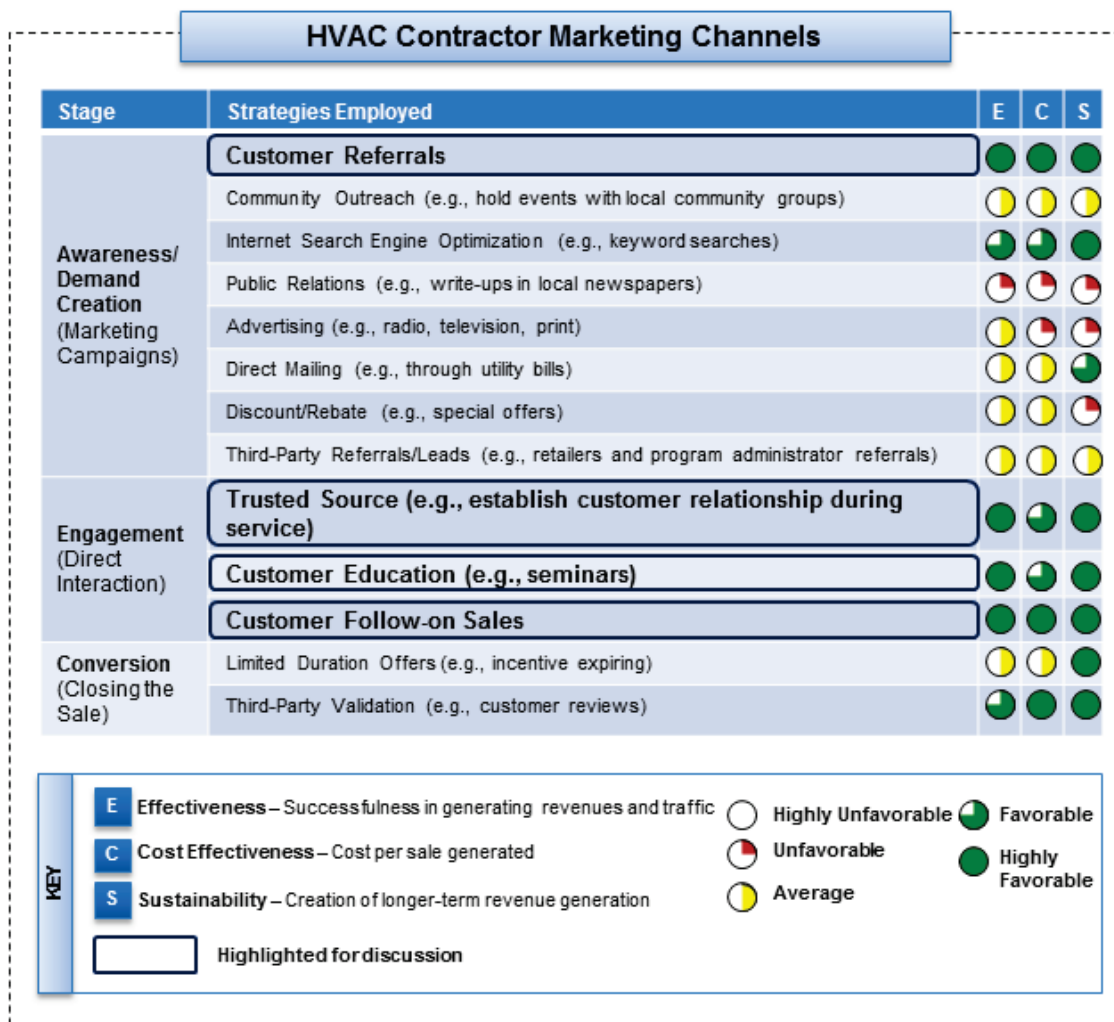 HVAC Contractor Marketing Channels
Stage Strategies Employed E C S
Awareness/
Demand
Creation
(Marketing
Campaigns)
Customer Referrals
Community Outreach (e.g., hold events with local community groups)
Internet Search Engine Optimization (e.g., keyword searches)
Public Relations (e.g., write-ups in local newspapers)
Advertising (e.g., radio, television, print)
Direct Mailing (e.g., through utility bills)
Discount/Rebate (e.g., special offers)
Third-Party Referrals/Leads (e.g., retailers and program administrator referrals)
Engagement
(Direct
Interaction)
Trusted Source (e.g., establish customer relationship during
service)
Customer Education (e.g., seminars)
Customer Follow-on Sales
Conversion
(Closing the
Sale)
Limited Duration Offers (e.g., incentive expiring)
Third-Party Validation (e.g., customer reviews)
KEY
E Effectiveness – Successfulness in generating revenues and traffic
C Cost Effectiveness – Cost per sale generated
S Sustainability – Creation of longer-term revenue generation
Highlighted for discussion
Highly Unfavorable
Unfavorable
Average
Favorable
Highly
Favorable